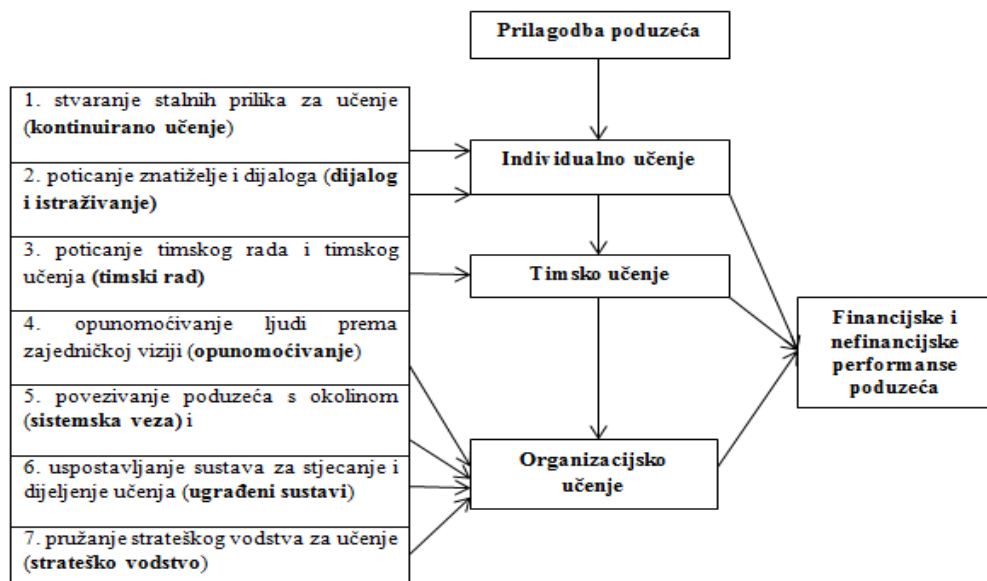 Prilagodba poduzeća
1. stvaranje stalnih prilika za učenje
(kontinuirano učenje)
2. poticanje znatiželje i dijaloga (dijalog
i istraživanje)
3. poticanje timskog rada i timskog
učenja (timski rad)
4. opunomoćivanje ljudi prema
zajedničkoj viziji (opunomoćivanje)
5. povezivanje poduzeća s okolinom
(sistemska veza) i
6. uspostavljanje sustava za stjecanje i
dijeljenje učenja (ugrađeni sustavi)
7. pružanje strateškog vodstva za učenje
(strateško vodstvo)
Individualno učenje
Timsko učenje
Organizacijsko
učenje
Financijske i
nefinancijske
performanse
poduzeća